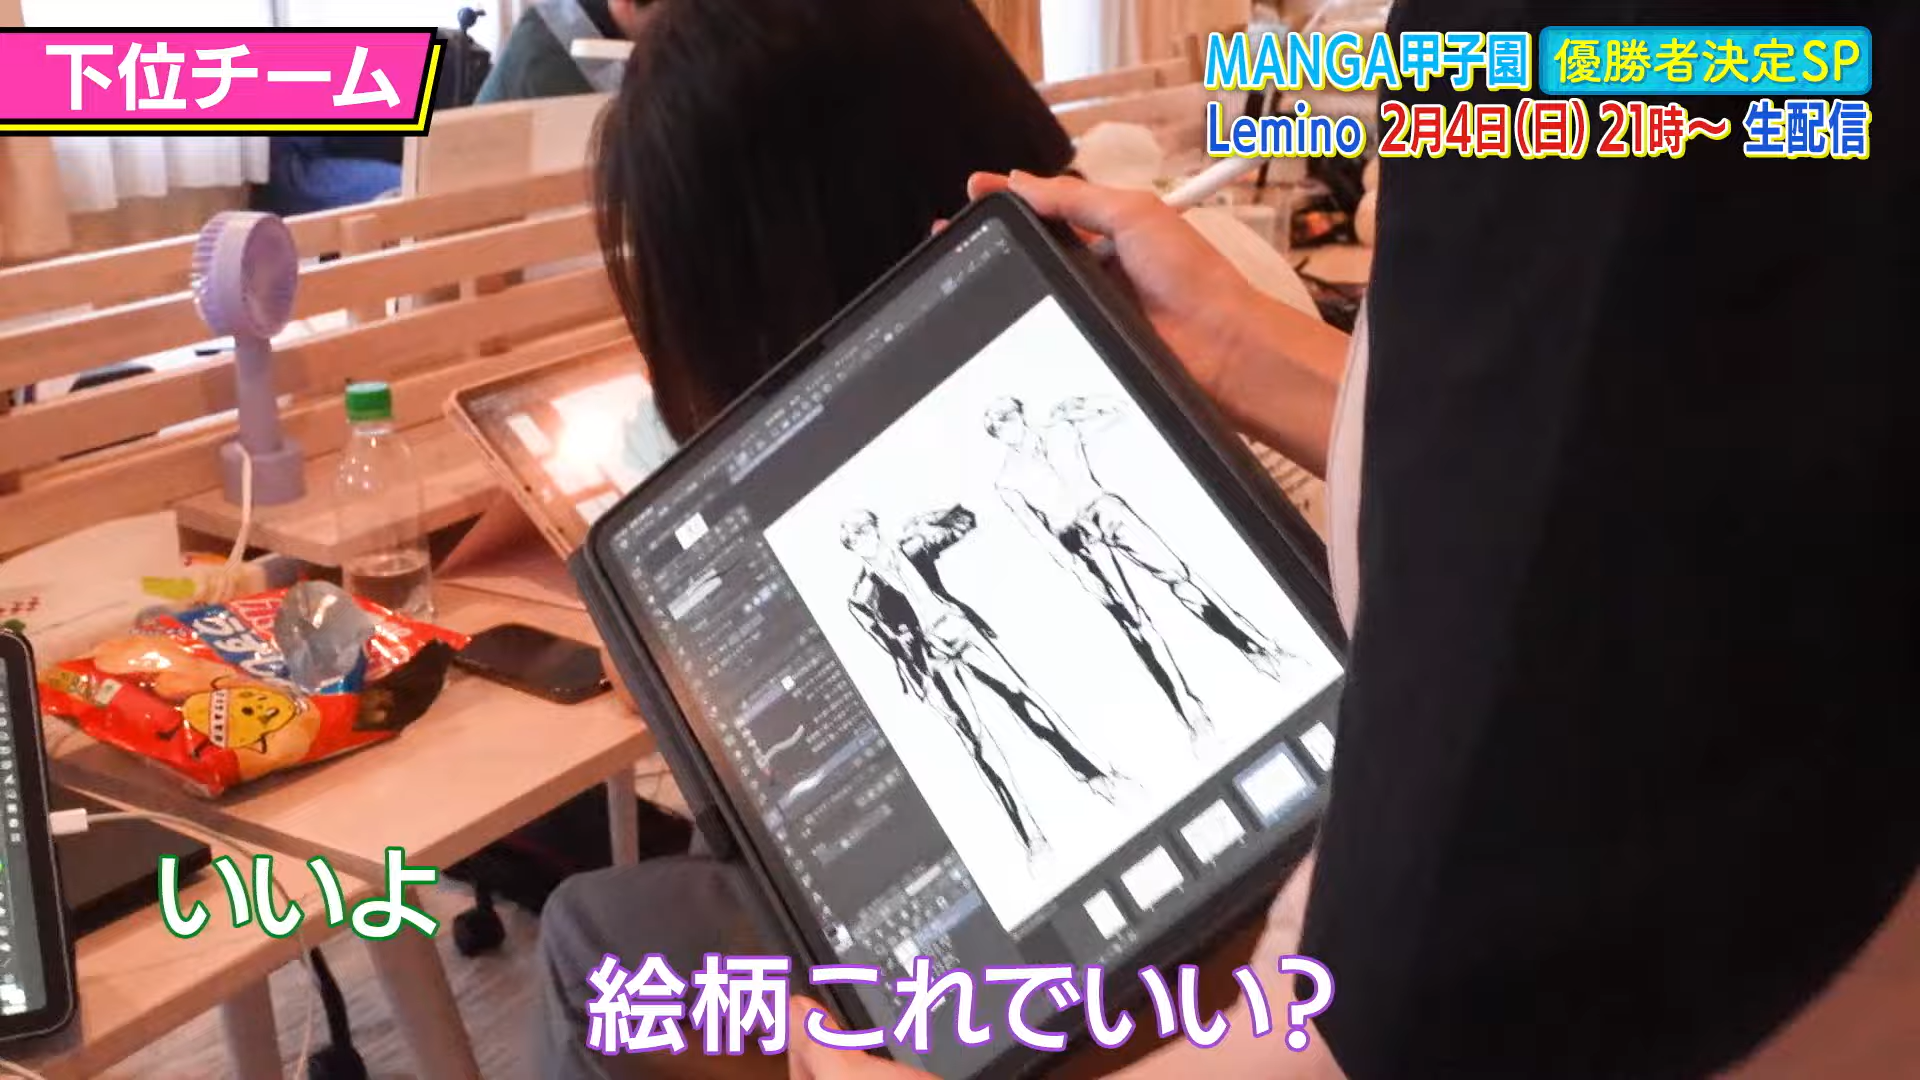 下位チーム
MANGA甲子園 優勝者決定SP
Lemino 2月4日(日) 21時～ 生配信
いいよ
絵柄これでいい?